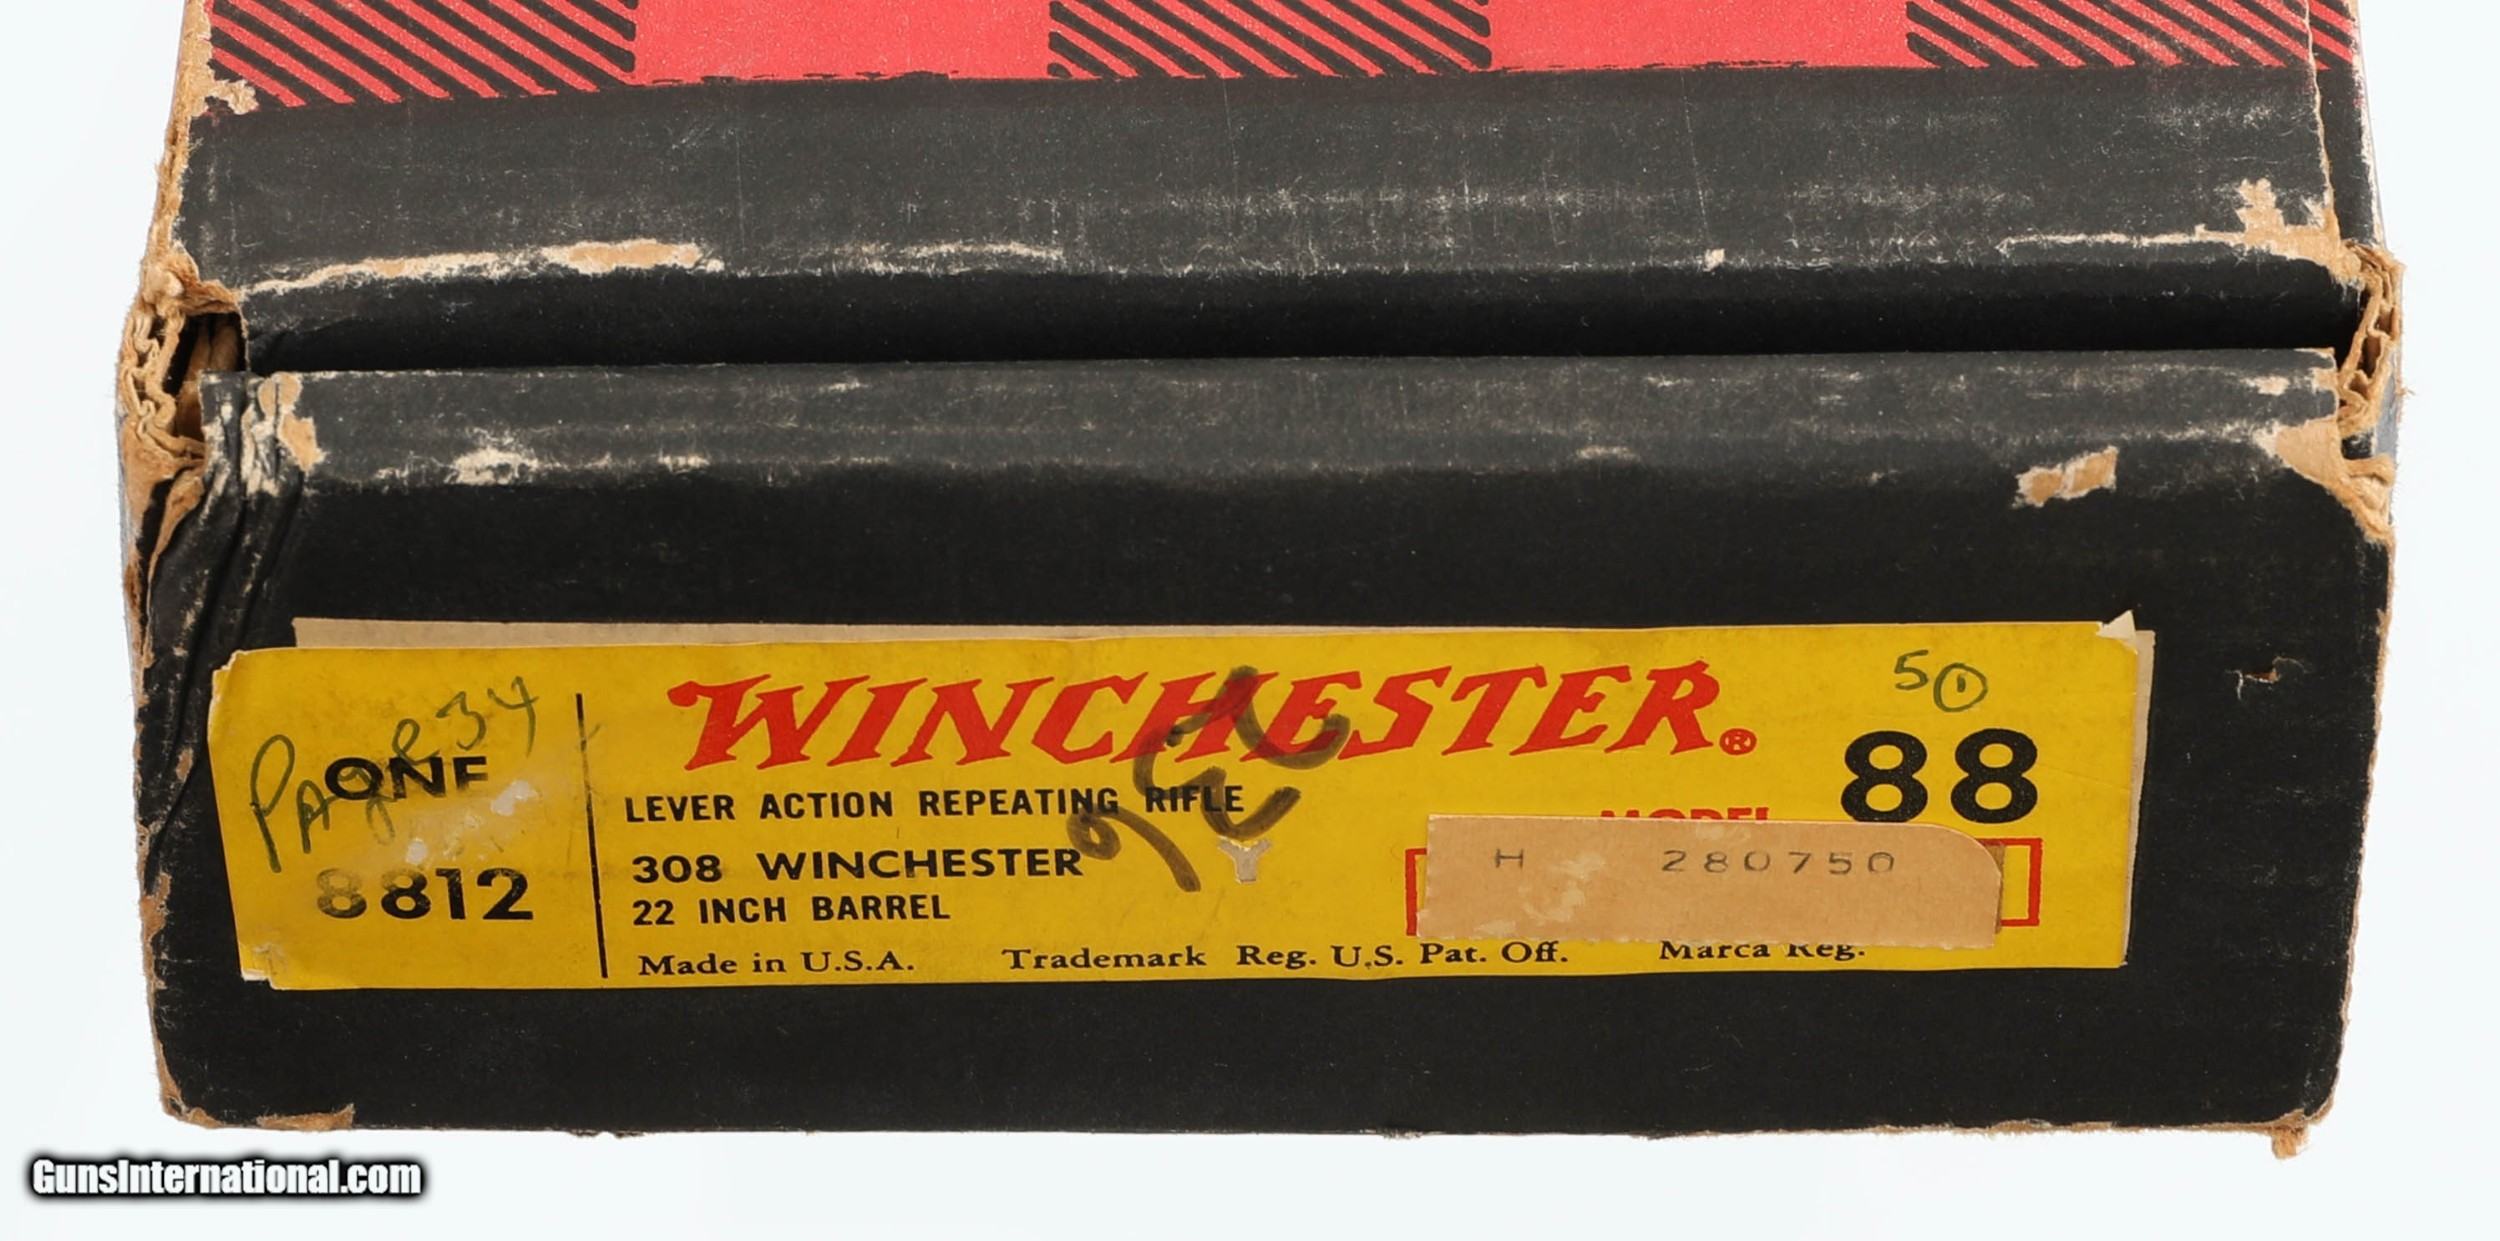 Page 34
ONE
8812
WINCHESTER®
LEVER ACTION REPEATING RIFLE
308 WINCHESTER
22 INCH BARREL
Made in U.S.A. Trademark Reg. U.S. Pat. Off. Marca Reg.
50
MODEL 88
H 280750
GunsInternational.com